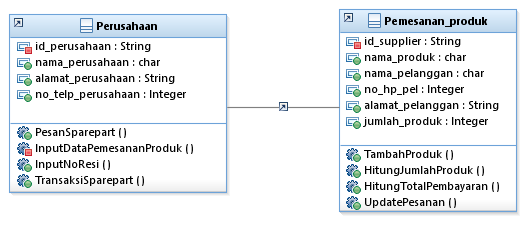 Perusahaan
id_perusahaan : String
nama_perusahaan : char
alamat_perusahaan : String
no_telp_perusahaan : Integer
PesanSparepart ()
InputDataPemesananProduk ()
InputNoResi ()
TransaksiSparepart ()
Pemesanan_produk
id_supplier : String
nama_produk : char
nama_pelanggan : char
no_hp_pel : Integer
alamat_pelanggan : String
jumlah_produk : Integer
TambahProduk ()
HitungJumlahProduk ()
HitungTotalPembayaran ()
UpdatePesanan ()